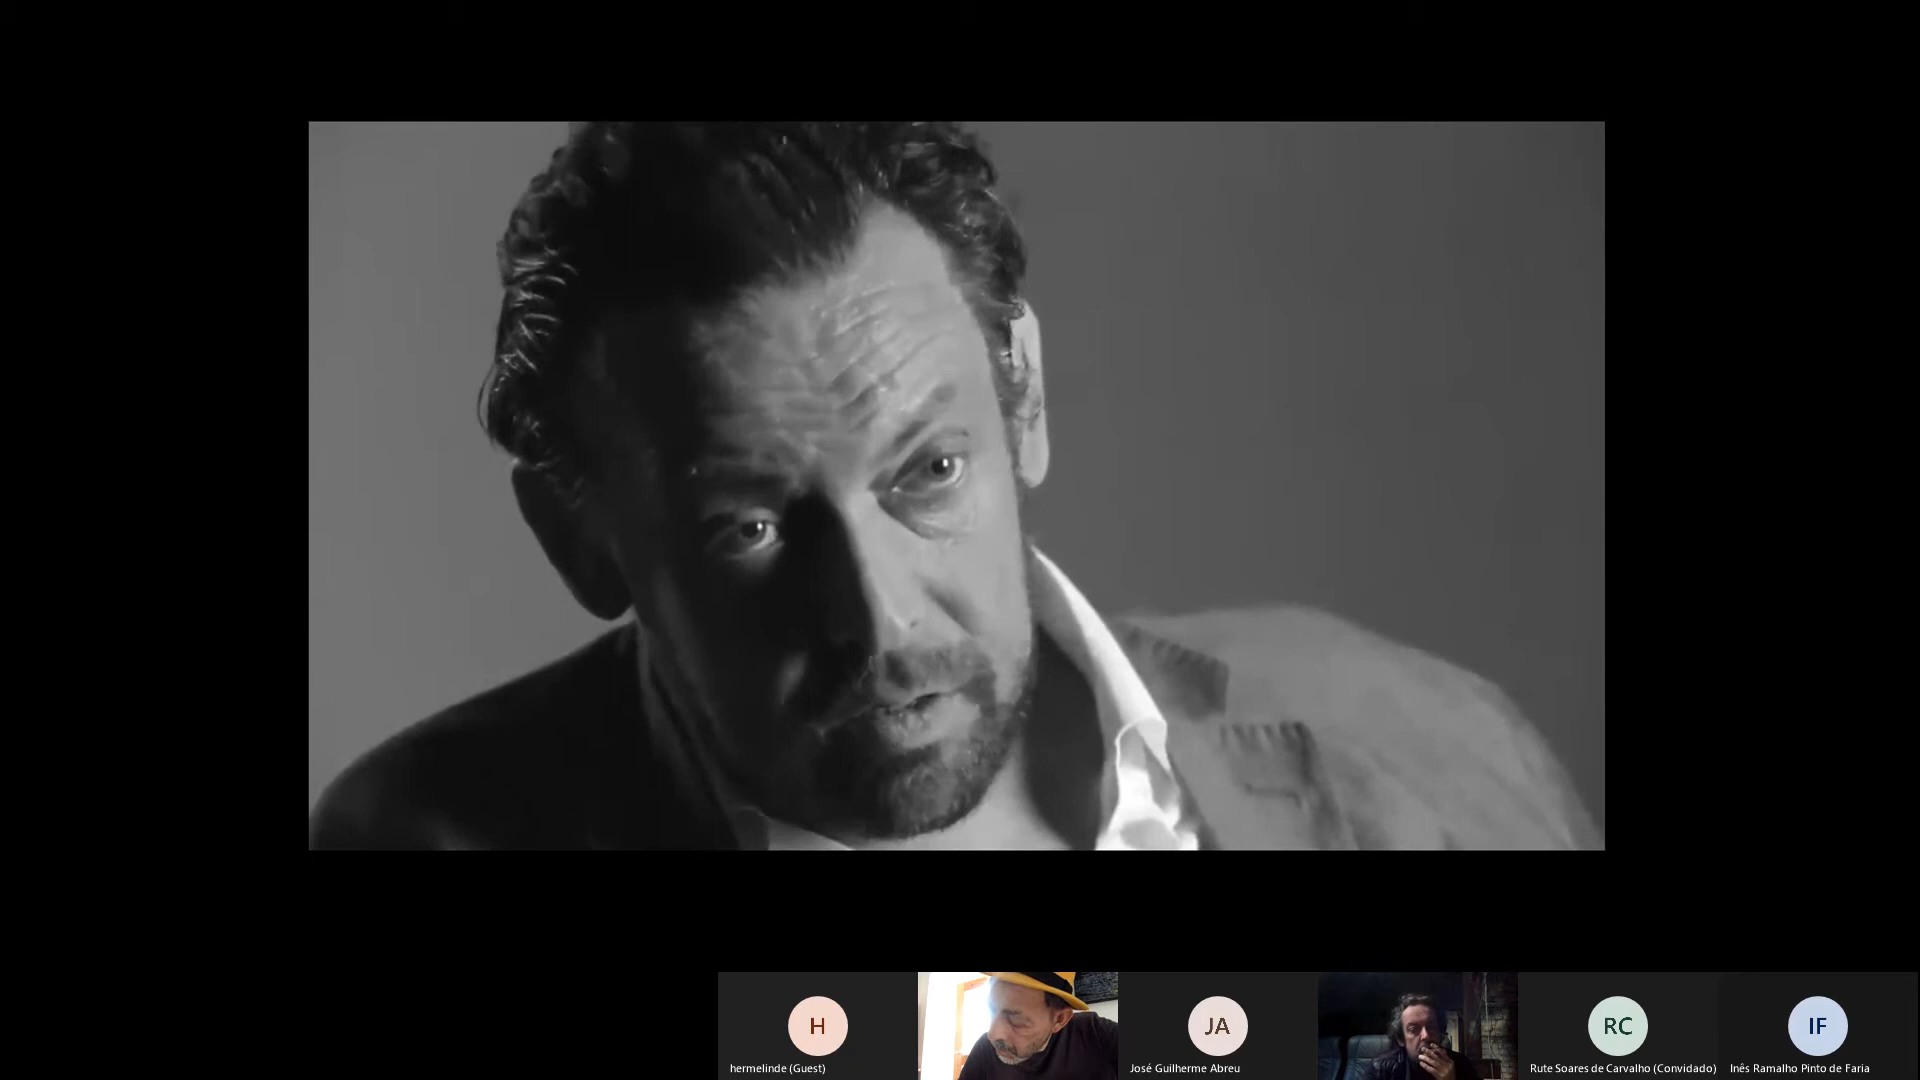 H
hermelinde (Guest)
JA
José Guilherme Abreu
RC
Rute Soares de Carvalho (Convidado)
IF
Inês Ramalho Pinto de Faria